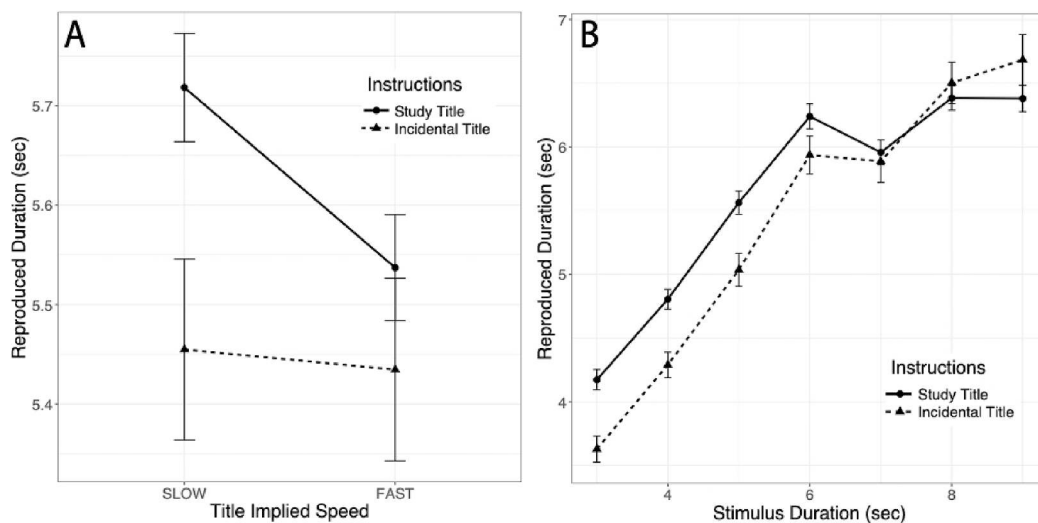 A
Reproduced Duration (sec)
5.7
5.6
5.5
5.4
Instructions
Study Title
Incidental Title
SLOW
FAST
Title Implied Speed
B
Reproduced Duration (sec)
7
6
5
4
Instructions
Study Title
Incidental Title
4
6
8
Stimulus Duration (sec)